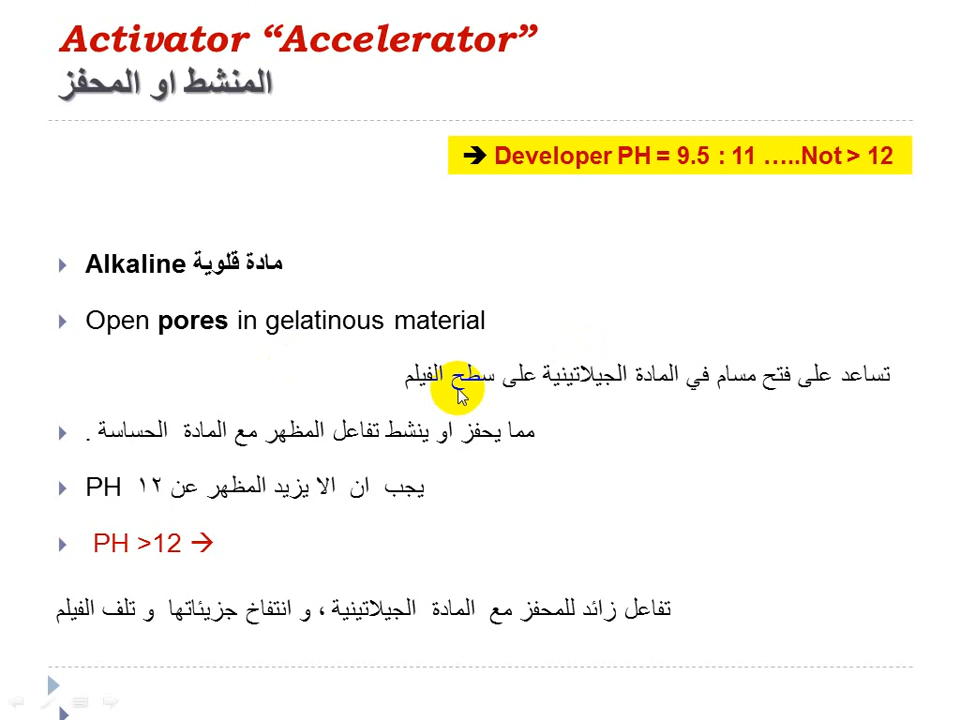 Activator “Accelerator”
المنشط او المحفز
➔ Developer PH = 9.5 : 11 …..Not > 12
Alkaline مادة قلوية
Open pores in gelatinous material
تساعد على فتح مسام في المادة الجيلاتينية على سطح الفيلم
مما يحفز او ينشط تفاعل المظهر مع المادة الحساسة .
يجب ان الا يزيد المظهر عن ١٢ PH
PH >12 →
تفاعل زائد للمحفز مع المادة الجيلاتينية ، و انتفاخ جزيئاتها و تلف الفيلم